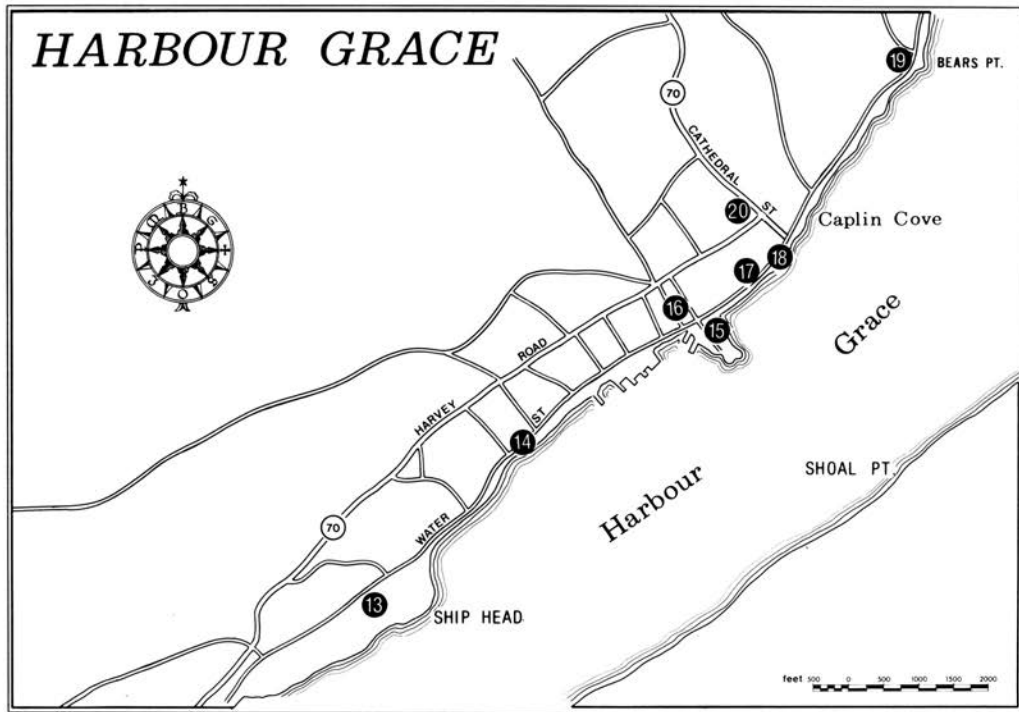 HARBOUR GRACE
19
BEARS PT.
70
CATHEDRAL ST
20
Caplin Cove
18
17
16
15
Grace
ROAD
HARVEY
ST
14
SHOAL PT.
Harbour
70
WATER
13
SHIP HEAD
feet 500 0 500 1000 1500 2000